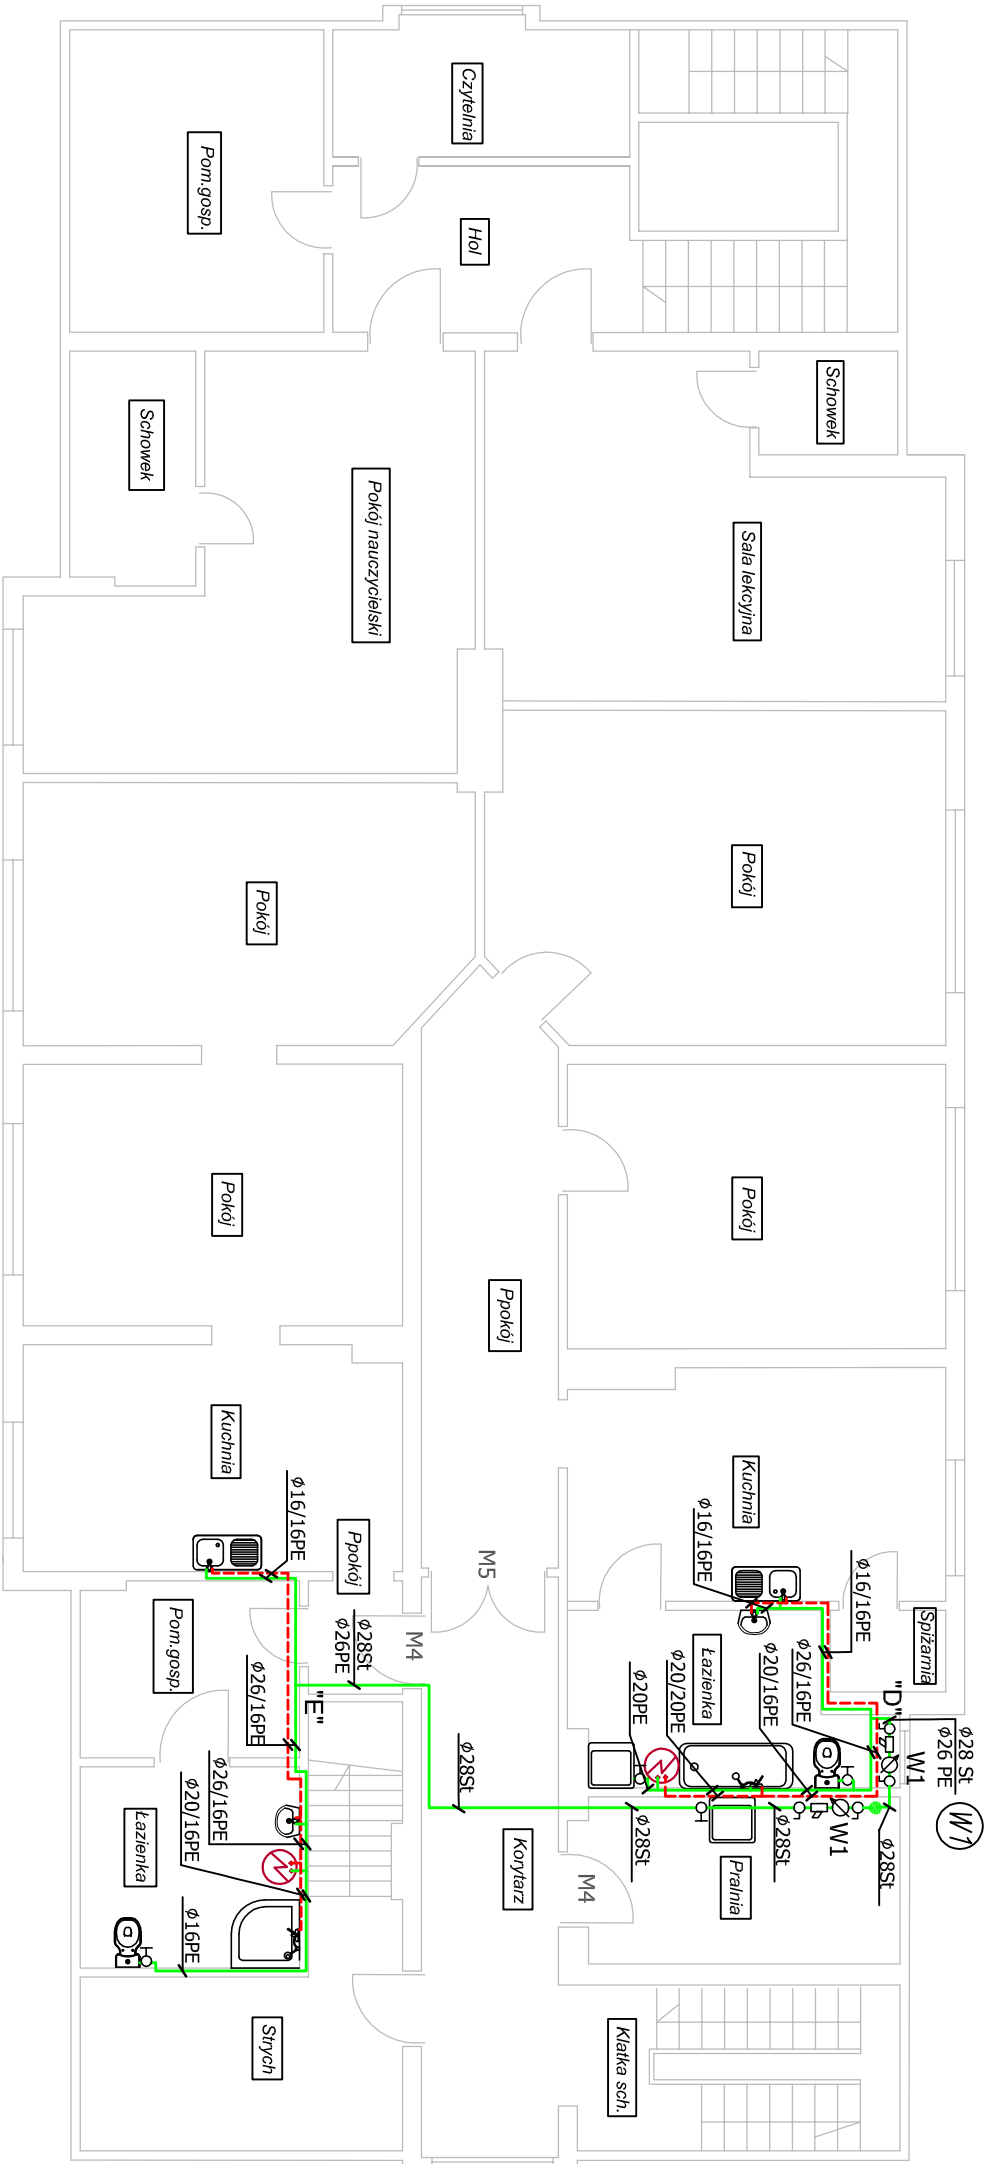 Czytelnia
Pom.gosp.
Hol
Schowek
Schowek
Pokój nauczycielski
Sala lekcyjna
Pokój
Pokój
Pokój
Pokój
Ppokój
Kuchnia
Kuchnia
Ø16/16PE
Ppokój
M5
Ø16/16PE
Ø16/16PE
Spiżarnia
Pom.gosp.
Ø28St
Ø26PE
M4
Łazienka
Ø26/16PE
Ø20/16PE
Ø20/20PE
Ø20PE
"D"
Ø28 St
Ø26 PE
W1
W1
Ø26/16PE
"E"
Ø28St
Ø28St
Ø28St
W1
Ø28St
Ø26/16PE
Ø20/16PE
Łazienka
Korytarz
M4
Pralnia
Ø16PE
Strych
Klatka sch.